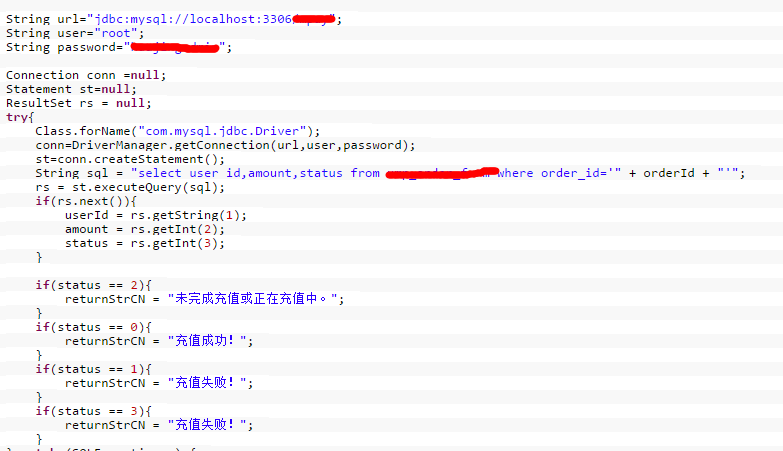 String url="jdbc:mysql://localhost:3306";
String user="root";
String password="";
Connection conn =null;
Statement st=null;
ResultSet rs = null;
try{
Class.forName("com.mysql.jdbc.Driver");
conn=DriverManager.getConnection(url,user,password);
st=conn.createStatement();
String sql = "select user id,amount,status from where order_id='" + orderId + "'";
rs = st.executeQuery(sql);
if(rs.next()){
userId = rs.getString(1);
amount = rs.getInt(2);
status = rs.getInt(3);
}
if(status == 2){
returnStrCN = "未完成充值或正在充值中。";
}
if(status == 0){
returnStrCN = "充值成功！";
}
if(status == 1){
returnStrCN = "充值失败！";
}
if(status == 3){
returnStrCN = "充值失败！";
}